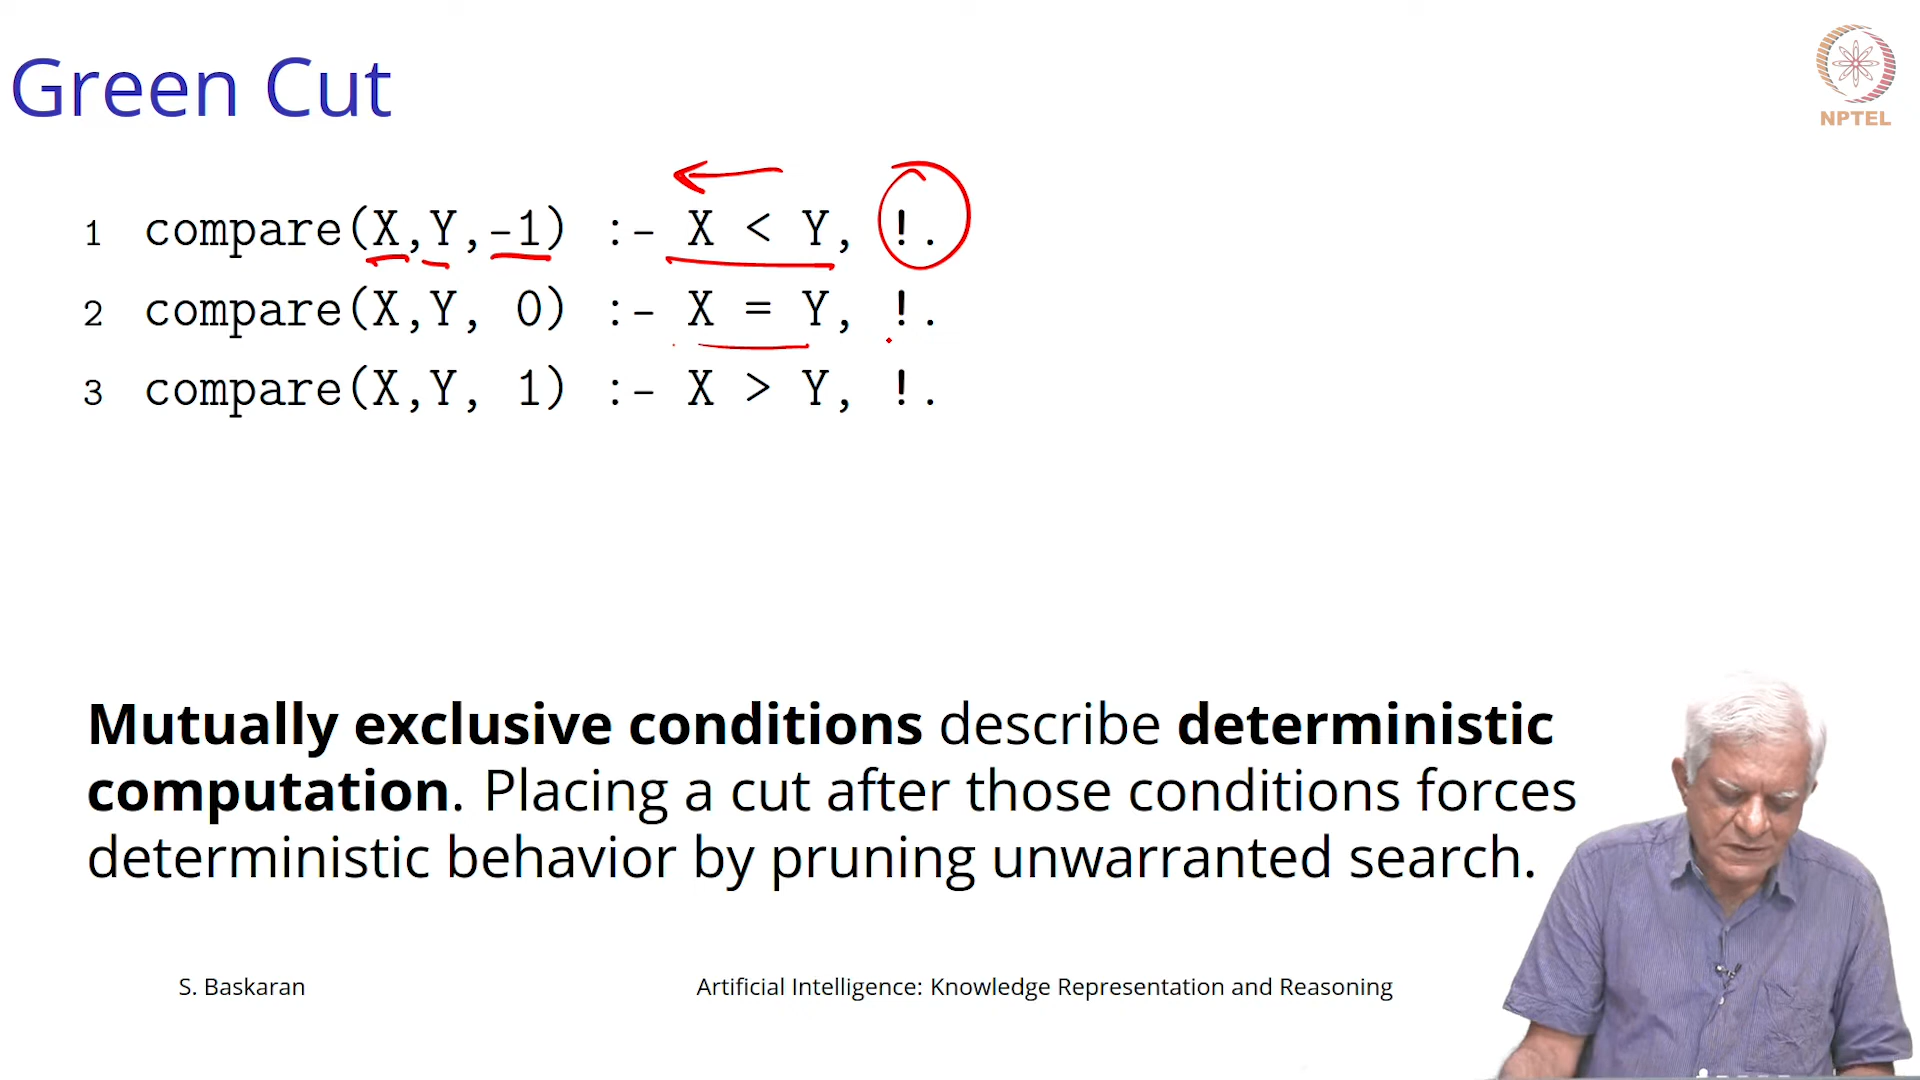 Green Cut
NPTEL
1 compare(X,Y,-1) :- X < Y, !.
2 compare(X,Y, 0) :- X = Y, !.
3 compare(X,Y, 1) :- X > Y, !.
Mutually exclusive conditions describe deterministic
computation. Placing a cut after those conditions forces
deterministic behavior by pruning unwarranted search.
S. Baskaran Artificial Intelligence: Knowledge Representation and Reasoning